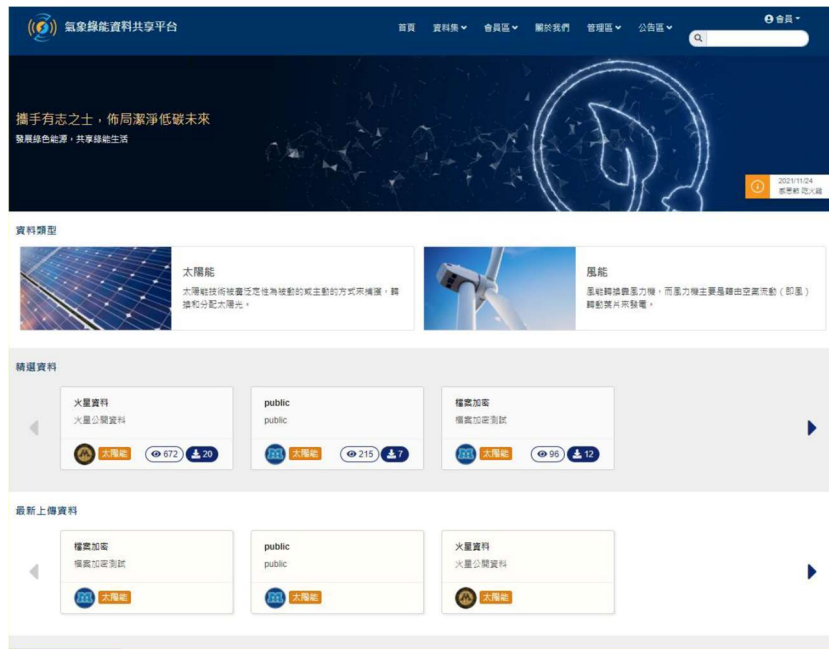 氣象綠能資料共享平台
首頁 資料集 會員區 關於我們 管理區 公告區
會員
攜手有志之士，佈局潔淨低碳未來
發展綠色能源，共享綠能生活
2021/11/24
感恩節 吃火雞
資料類型
太陽能
太陽能技術被廣泛定性為被動的或主動的方式來捕獲，轉
換和分配太陽光。
風能
風能轉換靠風力機，而風力機主要是藉由空氣流動（即風）
轉動葉片來發電。
精選資料
火星資料
火星公開資料
太陽能 672 20
public
public
太陽能 215 7
檔案加密
檔案加密測試
太陽能 96 12
最新上傳資料
檔案加密
檔案加密測試
太陽能
public
public
太陽能
火星資料
火星公開資料
太陽能